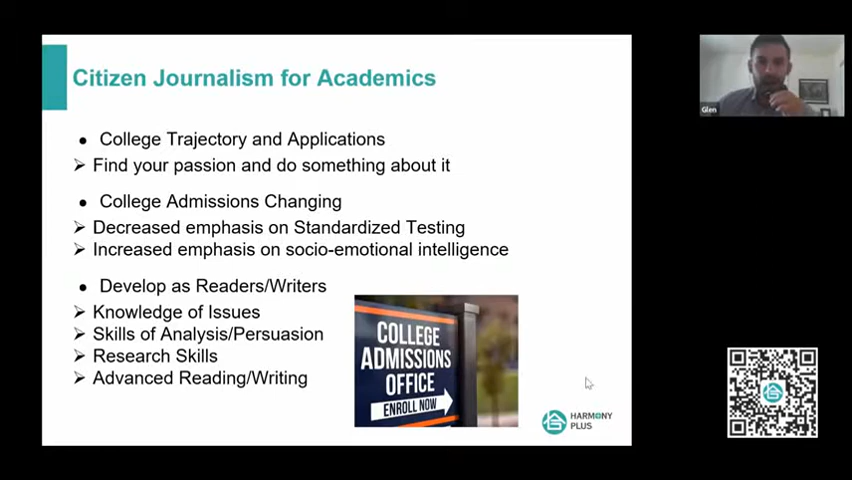 Citizen Journalism for Academics
College Trajectory and Applications
Find your passion and do something about it
College Admissions Changing
Decreased emphasis on Standardized Testing
Increased emphasis on socio-emotional intelligence
Develop as Readers/Writers
Knowledge of Issues
Skills of Analysis/Persuasion
Research Skills
Advanced Reading/Writing
COLLEGE
ADMISSIONS
OFFICE
ENROLL NOW
HARMONY
PLUS
Glen